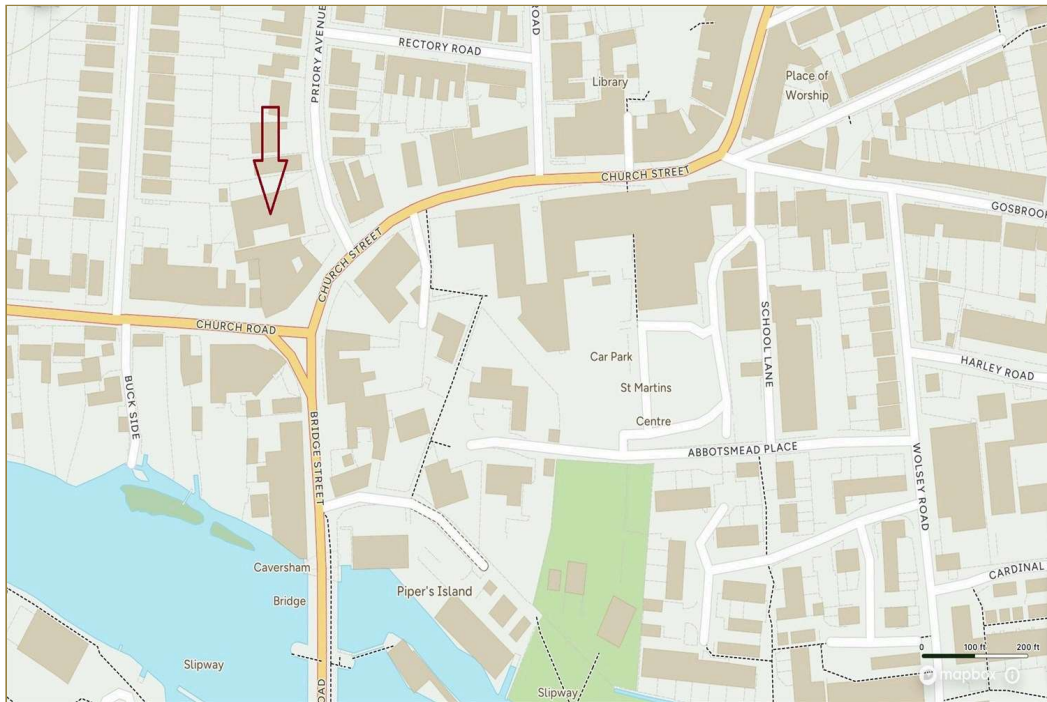 PRIORY AVENUE
RECTORY ROAD
ROAD
Library
Place of
Worship
CHURCH STREET
CHURCH STREET
GOSBROOK
CHURCH ROAD
BUCK SIDE
BRIDGE STREET
Car Park
St Martins
Centre
SCHOOL LANE
HARLEY ROAD
ABBOTSMEAD PLACE
WOLSEY ROAD
CARDINAL
Caversham
Bridge
Piper's Island
Slipway
Slipway
OAD
0 100 ft 200 ft
mapbox